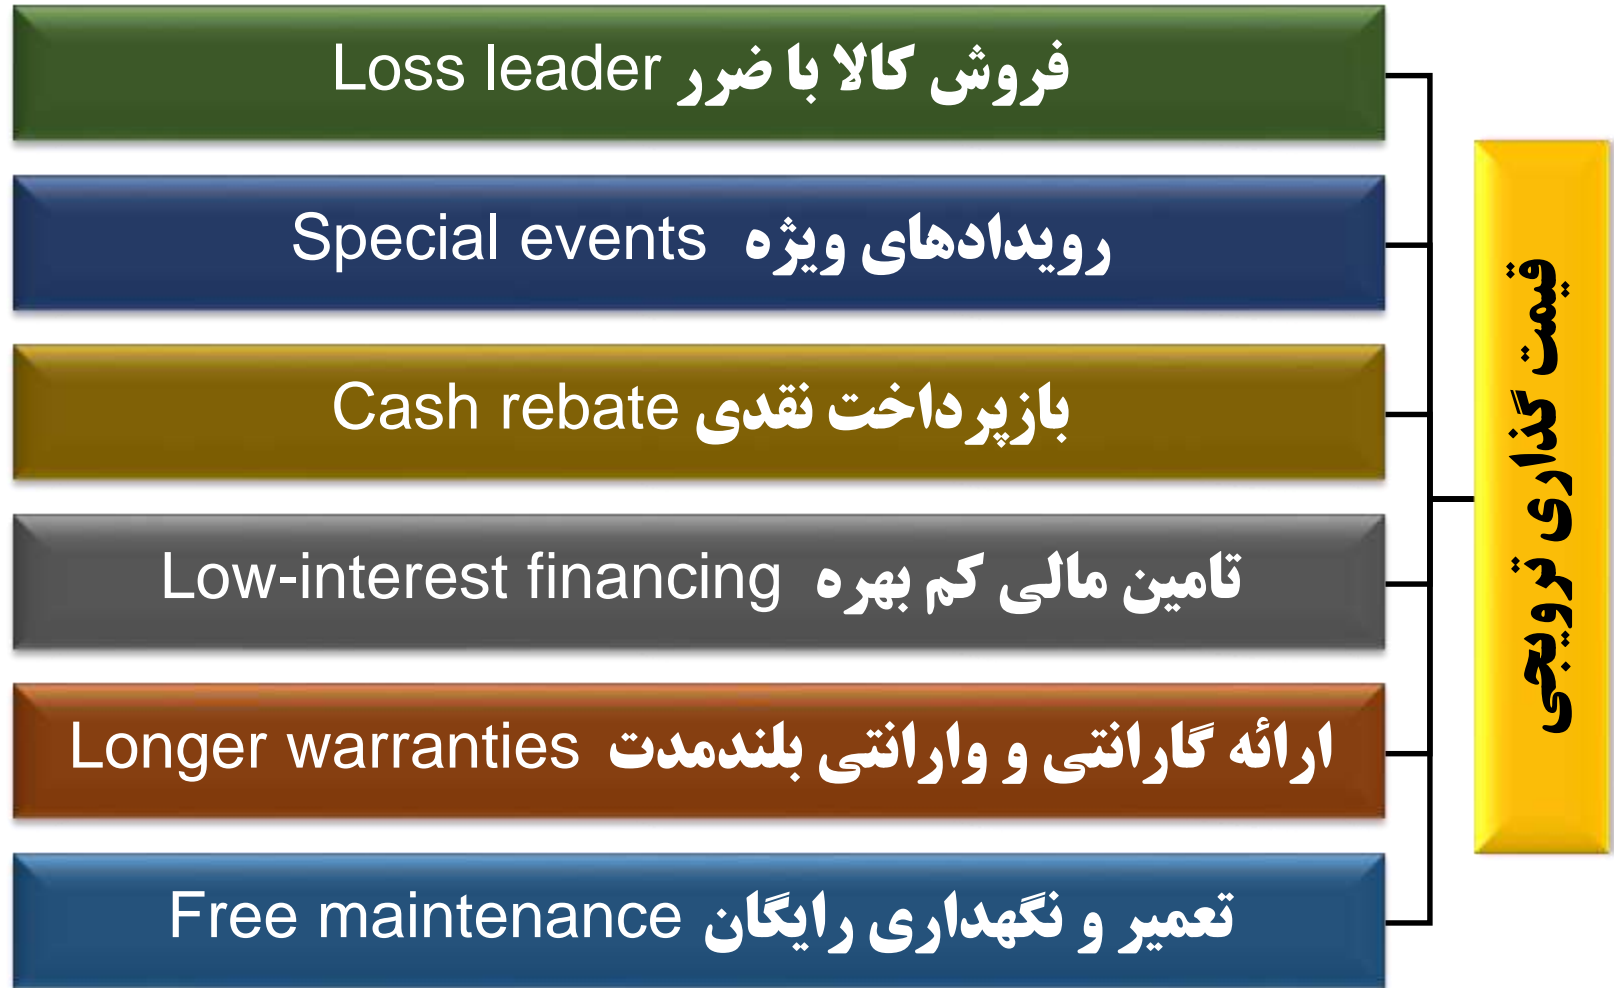 قیمت گذاری ترویجی
فروش کالا با ضرر Loss leader
رویدادهای ویژه Special events
بازپرداخت نقدی Cash rebate
تامین مالی کم بهره Low-interest financing
ارائه گارانتی و وارانتی بلندمدت Longer warranties
تعمیر و نگهداری رایگان Free maintenance